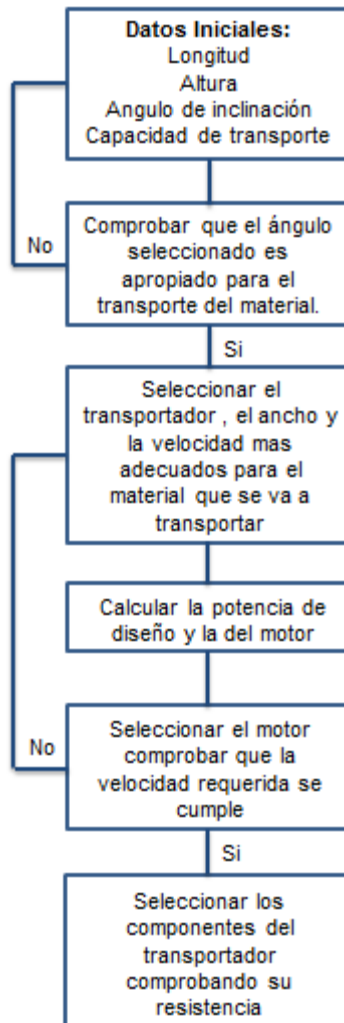 Datos Iniciales:
Longitud
Altura
Angulo de inclinación
Capacidad de transporte
Comprobar que el ángulo
seleccionado es
apropiado para el
transporte del material.
No
Si
Seleccionar el
transportador , el ancho y
la velocidad mas
adecuados para el
material que se va a
transportar
Calcular la potencia de
diseño y la del motor
Seleccionar el motor
comprobar que la
velocidad requerida se
cumple
No
Si
Seleccionar los
componentes del
transportador
comprobando su
resistencia